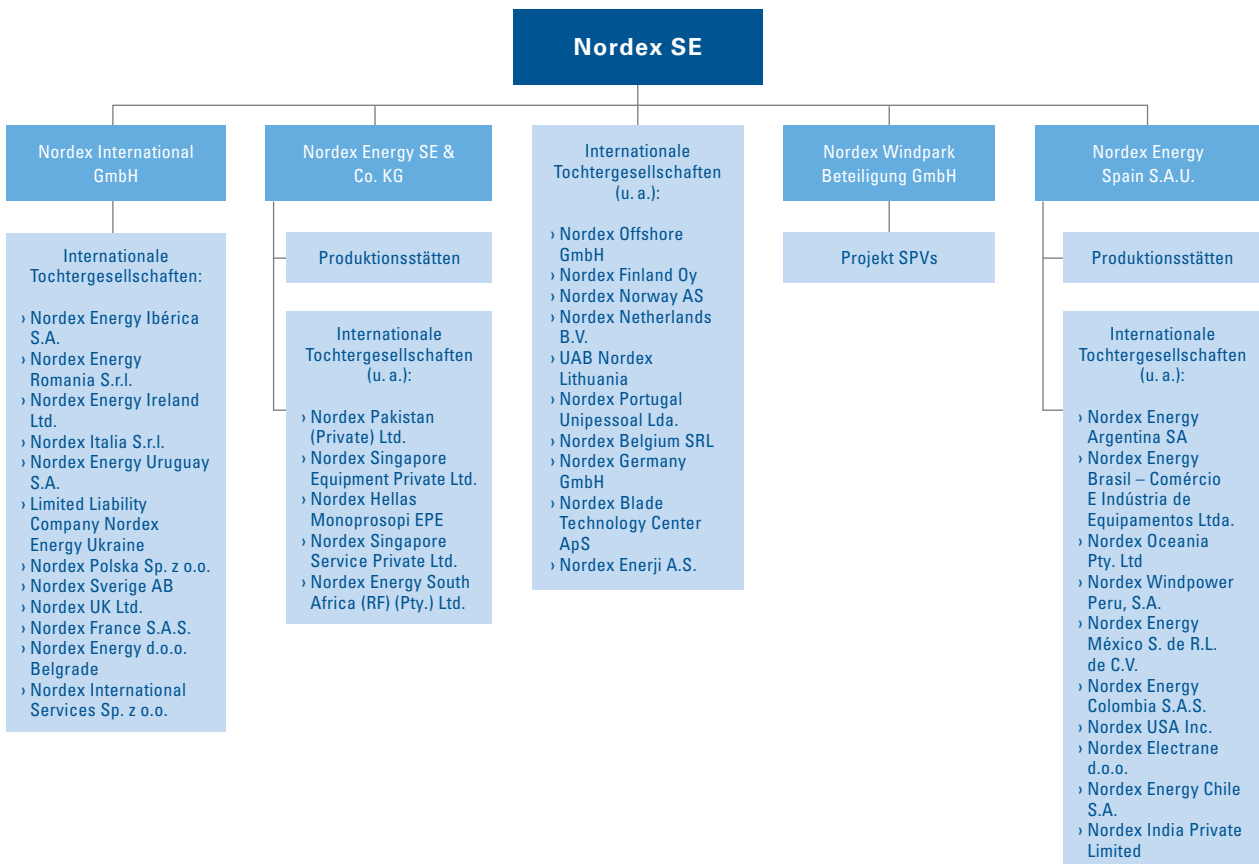 Nordex SE
Nordex International
GmbH
Internationale
Tochtergesellschaften:
› Nordex Energy Ibérica
S.A.
› Nordex Energy
Romania S.r.l.
› Nordex Energy Ireland
Ltd.
› Nordex Italia S.r.l.
› Nordex Energy Uruguay
S.A.
› Limited Liability
Company Nordex
Energy Ukraine
› Nordex Polska Sp. z o.o.
› Nordex Sverige AB
› Nordex UK Ltd.
› Nordex France S.A.S.
› Nordex Energy d.o.o.
Belgrade
› Nordex International
Services Sp. z o.o.
Nordex Energy SE &
Co. KG
Produktionsstätten
Internationale
Tochtergesellschaften
(u. a.):
› Nordex Pakistan
(Private) Ltd.
› Nordex Singapore
Equipment Private Ltd.
› Nordex Hellas
Monoprosopi EPE
› Nordex Singapore
Service Private Ltd.
› Nordex Energy South
Africa (RF) (Pty.) Ltd.
Internationale
Tochtergesellschaften
(u. a.):
› Nordex Offshore
GmbH
› Nordex Finland Oy
› Nordex Norway AS
› Nordex Netherlands
B.V.
› UAB Nordex
Lithuania
› Nordex Portugal
Unipessoal Lda.
› Nordex Belgium SRL
› Nordex Germany
GmbH
› Nordex Blade
Technology Center
ApS
› Nordex Enerji A.S.
Nordex Windpark
Beteiligung GmbH
Projekt SPVs
Nordex Energy
Spain S.A.U.
Produktionsstätten
Internationale
Tochtergesellschaften
(u. a.):
› Nordex Energy
Argentina SA
› Nordex Energy
Brasil – Comércio
E Indústria de
Equipamentos Ltda.
› Nordex Oceania
Pty. Ltd
› Nordex Windpower
Peru, S.A.
› Nordex Energy
México S. de R.L.
de C.V.
› Nordex Energy
Colombia S.A.S.
› Nordex USA Inc.
› Nordex Electrane
d.o.o.
› Nordex Energy Chile
S.A.
› Nordex India Private
Limited